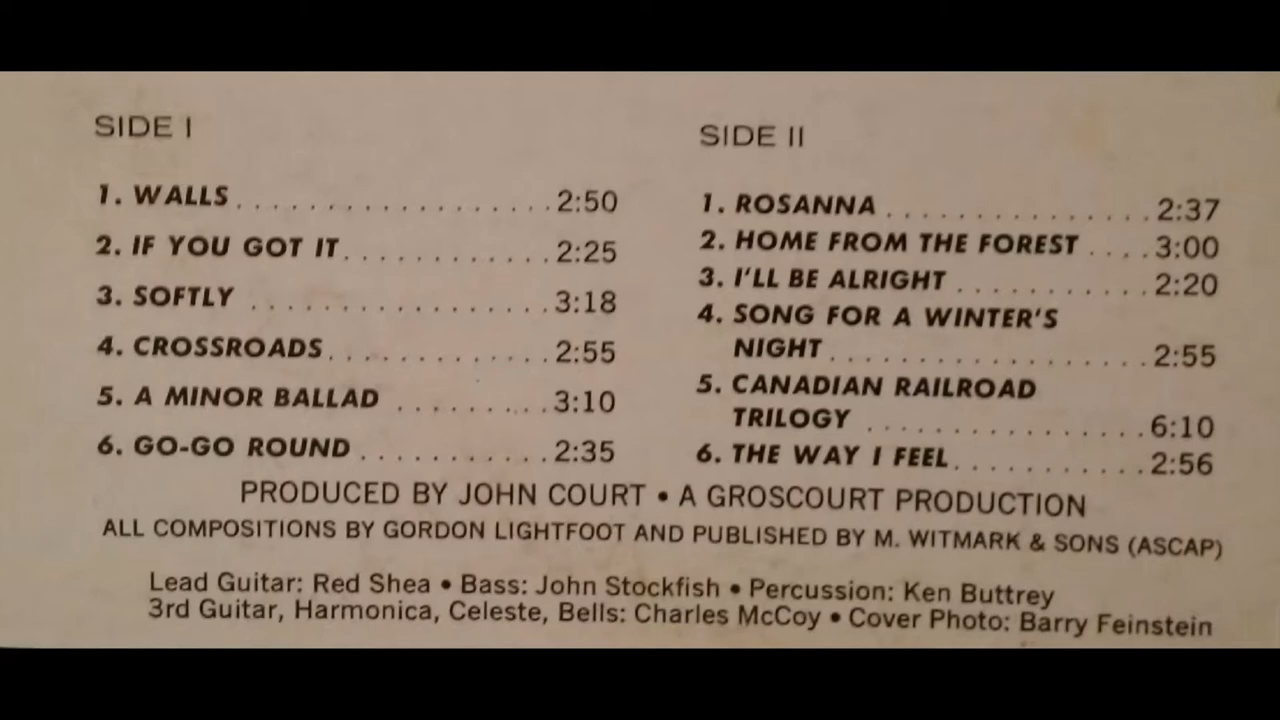 SIDE I
1. WALLS . . . . . . . . . . . . . . . . . . 2:50
2. IF YOU GOT IT . . . . . . . . . . . . 2:25
3. SOFTLY . . . . . . . . . . . . . . . . . 3:18
4. CROSSROADS . . . . . . . . . . . . . 2:55
5. A MINOR BALLAD . . . . . . . . . 3:10
6. GO-GO ROUND . . . . . . . . . . . 2:35
SIDE II
1. ROSANNA . . . . . . . . . . . . . . . 2:37
2. HOME FROM THE FOREST . . . . 3:00
3. I'LL BE ALRIGHT . . . . . . . . . . . 2:20
4. SONG FOR A WINTER'S
NIGHT . . . . . . . . . . . . . . . . . . 2:55
5. CANADIAN RAILROAD
TRILOGY . . . . . . . . . . . . . . . . 6:10
6. THE WAY I FEEL . . . . . . . . . . . 2:56
PRODUCED BY JOHN COURT • A GROSCOURT PRODUCTION
ALL COMPOSITIONS BY GORDON LIGHTFOOT AND PUBLISHED BY M. WITMARK & SONS (ASCAP)
Lead Guitar: Red Shea • Bass: John Stockfish • Percussion: Ken Buttrey
3rd Guitar, Harmonica, Celeste, Bells: Charles McCoy • Cover Photo: Barry Feinstein